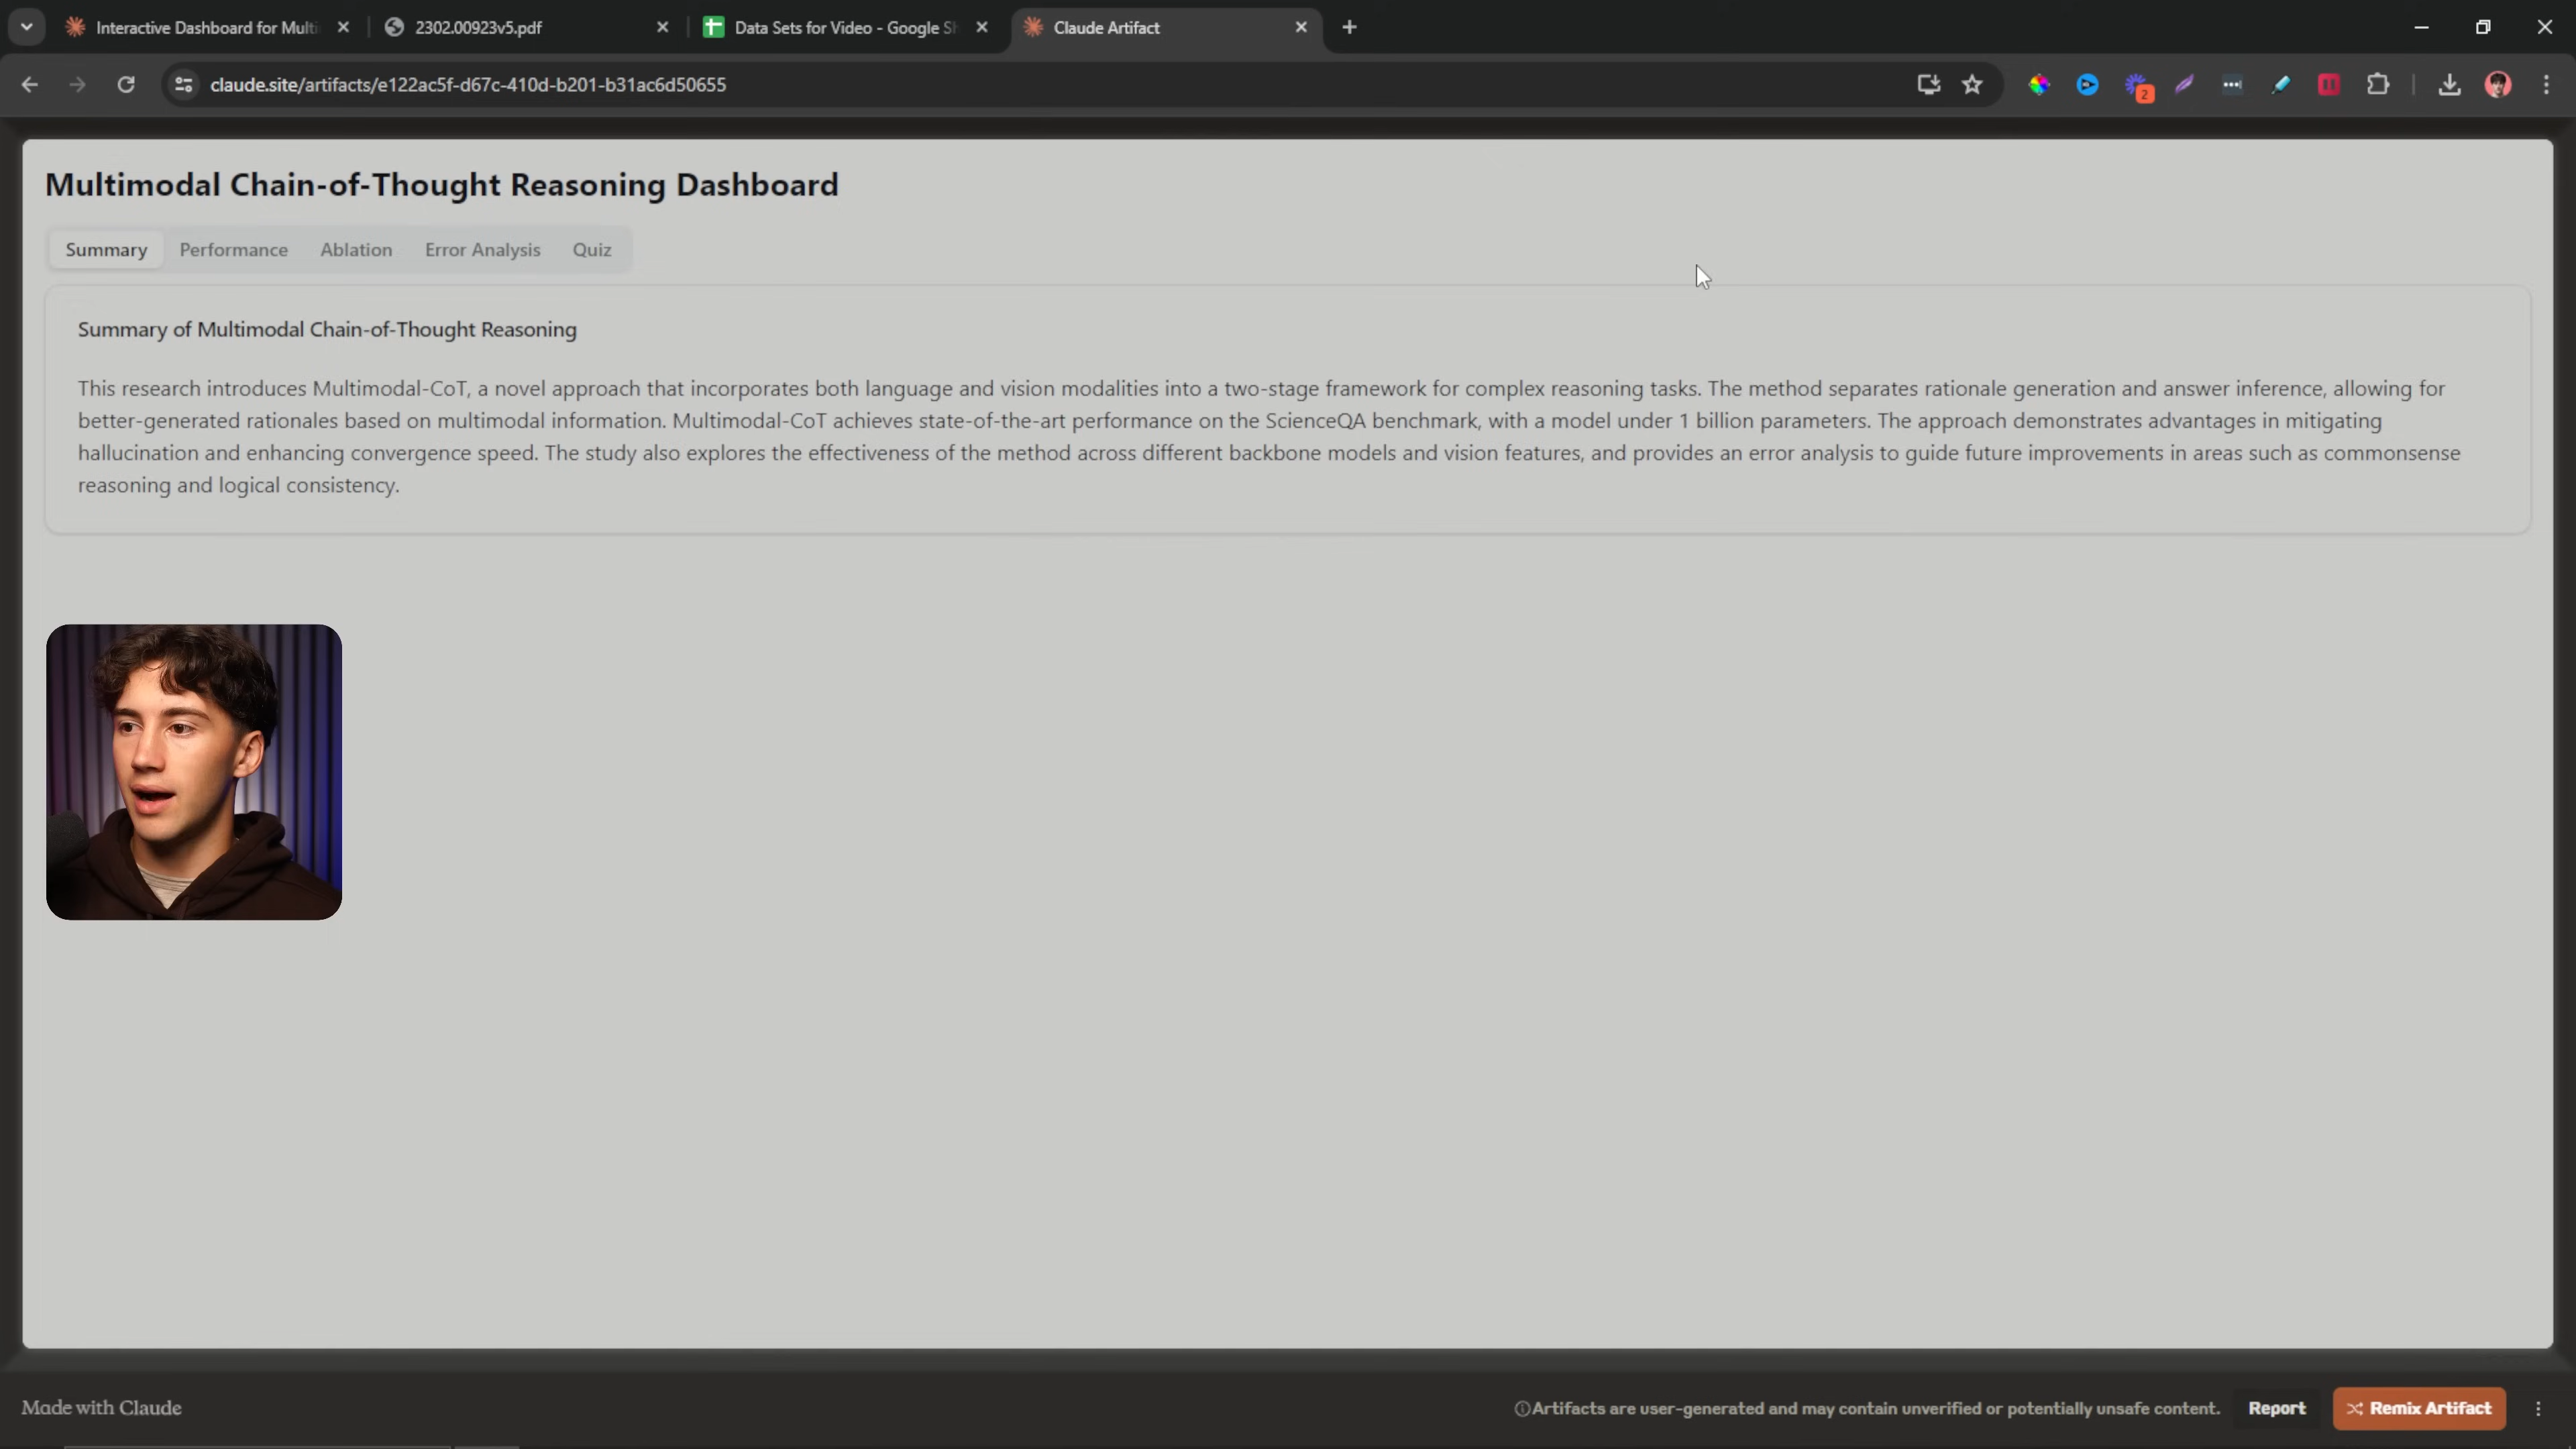 Interactive Dashboard for Multi
2302.00923v5.pdf
Data Sets for Video - Google Sh
Claude Artifact
claude.site/artifacts/e122ac5f-d67c-410d-b201-b31ac6d50655
2
Multimodal Chain-of-Thought Reasoning Dashboard
Summary Performance Ablation Error Analysis Quiz
Summary of Multimodal Chain-of-Thought Reasoning
This research introduces Multimodal-CoT, a novel approach that incorporates both language and vision modalities into a two-stage framework for complex reasoning tasks. The method separates rationale generation and answer inference, allowing for
better-generated rationales based on multimodal information. Multimodal-CoT achieves state-of-the-art performance on the ScienceQA benchmark, with a model under 1 billion parameters. The approach demonstrates advantages in mitigating
hallucination and enhancing convergence speed. The study also explores the effectiveness of the method across different backbone models and vision features, and provides an error analysis to guide future improvements in areas such as commonsense
reasoning and logical consistency.
Made with Claude
Artifacts are user-generated and may contain unverified or potentially unsafe content.
Report
Remix Artifact